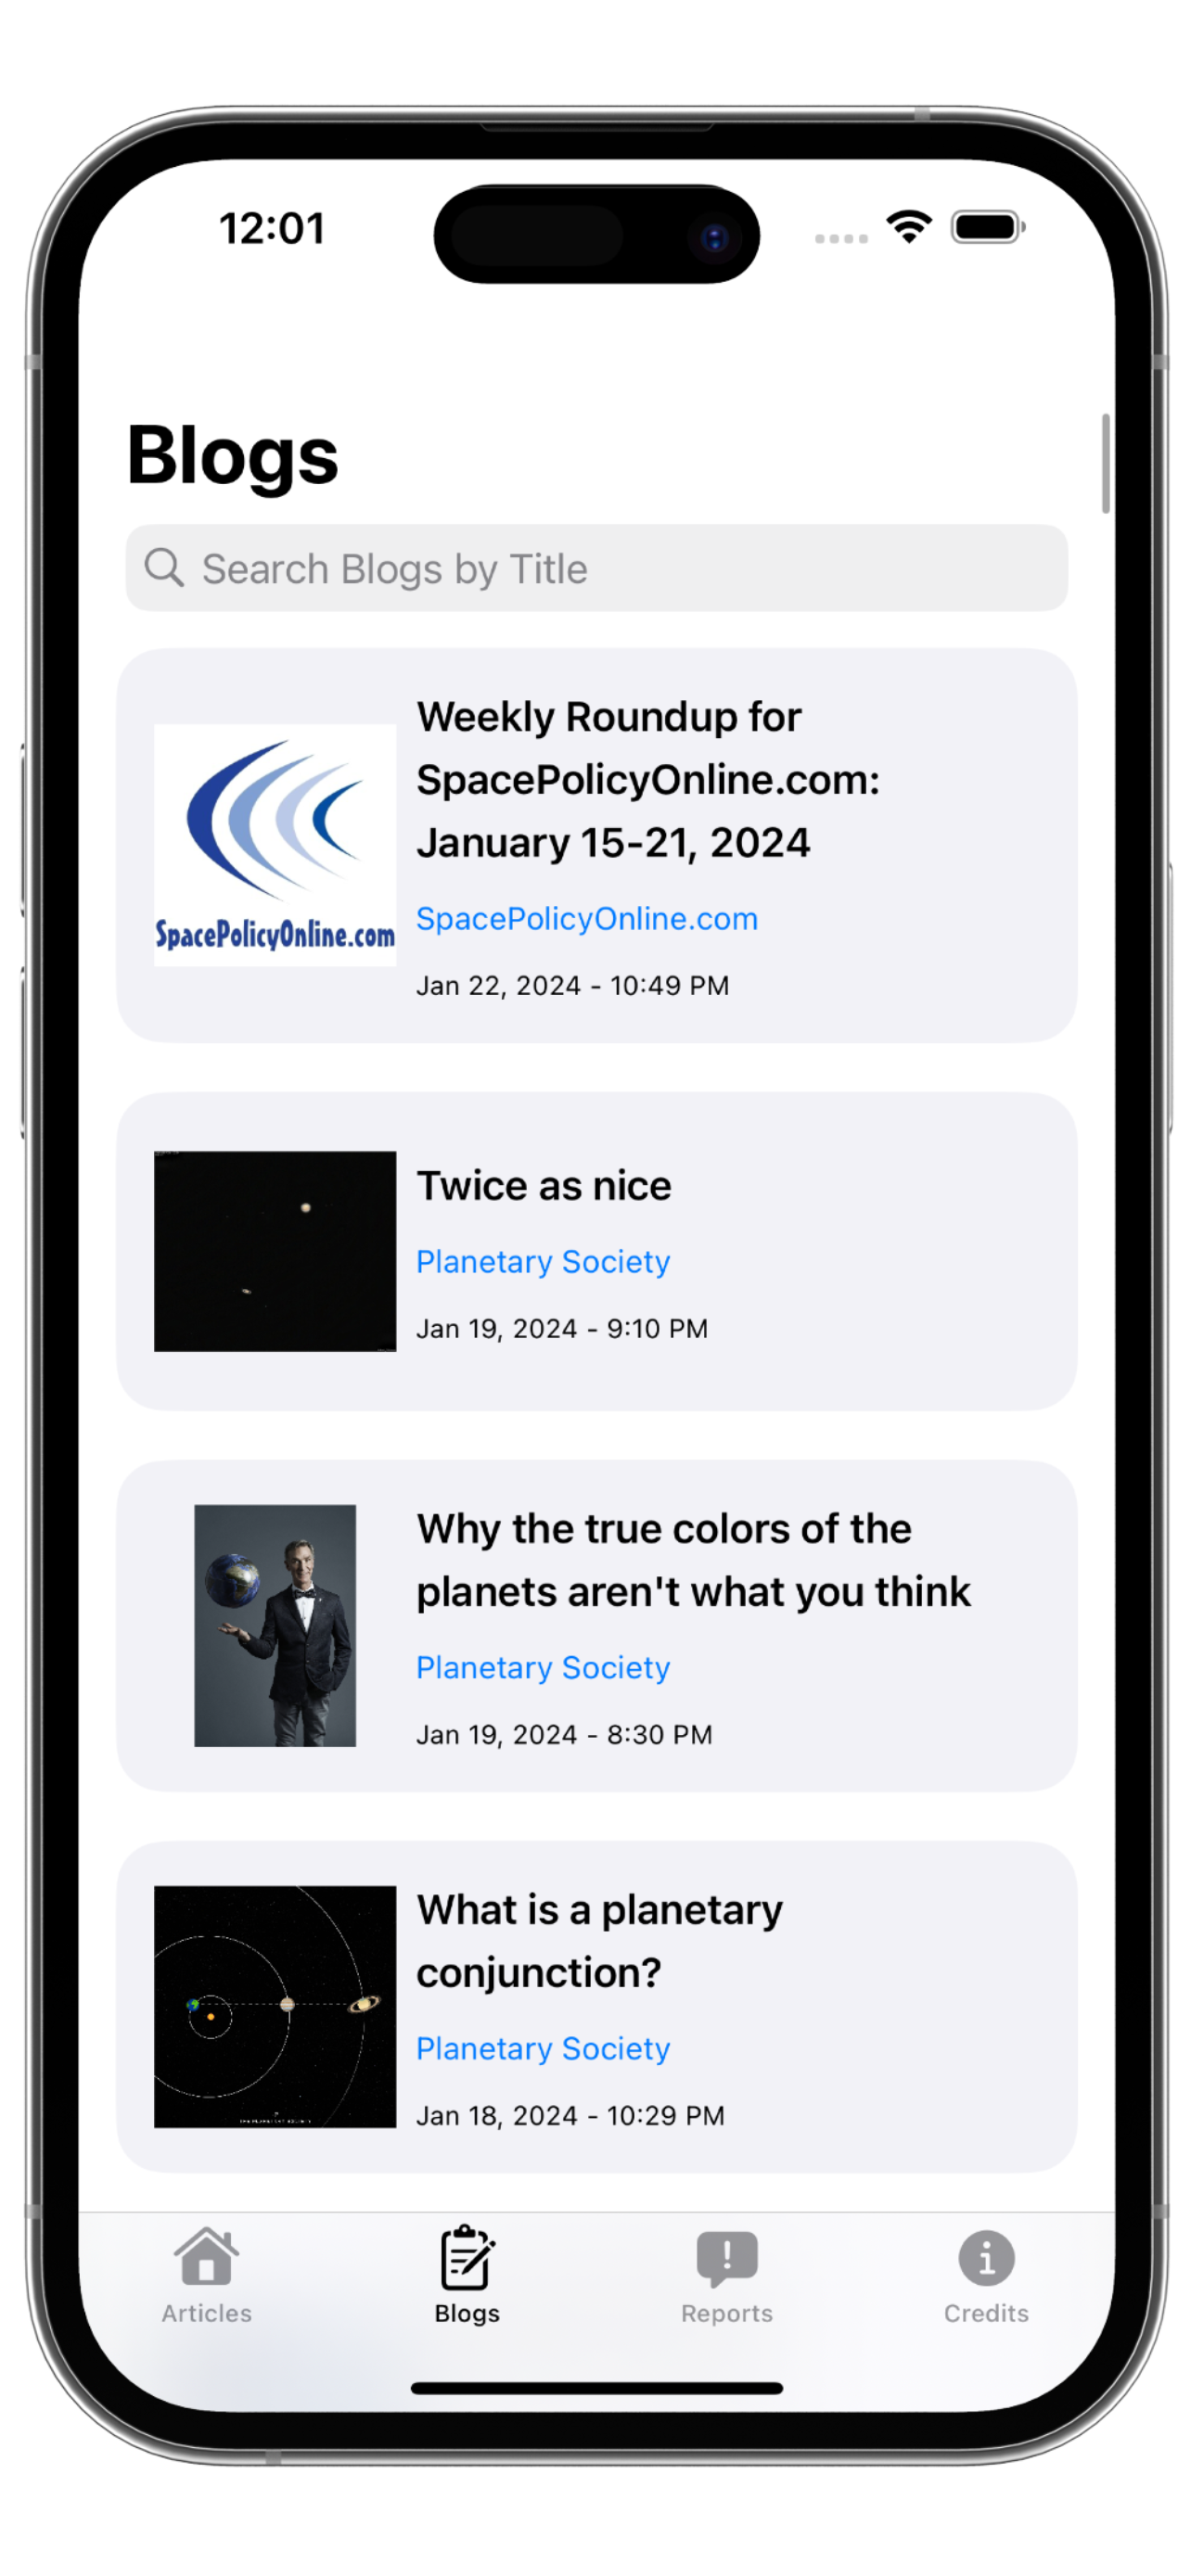 12:01
Blogs
Search Blogs by Title
Weekly Roundup for
SpacePolicyOnline.com:
January 15-21, 2024
SpacePolicyOnline.com
SpacePolicyOnline.com
Jan 22, 2024 - 10:49 PM
Twice as nice
Planetary Society
Jan 19, 2024 - 9:10 PM
Why the true colors of the
planets aren't what you think
Planetary Society
Jan 19, 2024 - 8:30 PM
What is a planetary
conjunction?
Planetary Society
Jan 18, 2024 - 10:29 PM
Articles
Blogs
Reports
Credits